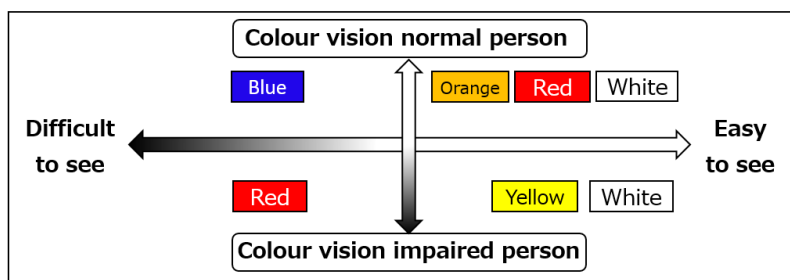 Colour vision normal person
Blue
Orange
Red
White
Difficult
to see
Easy
to see
Red
Yellow
White
Colour vision impaired person